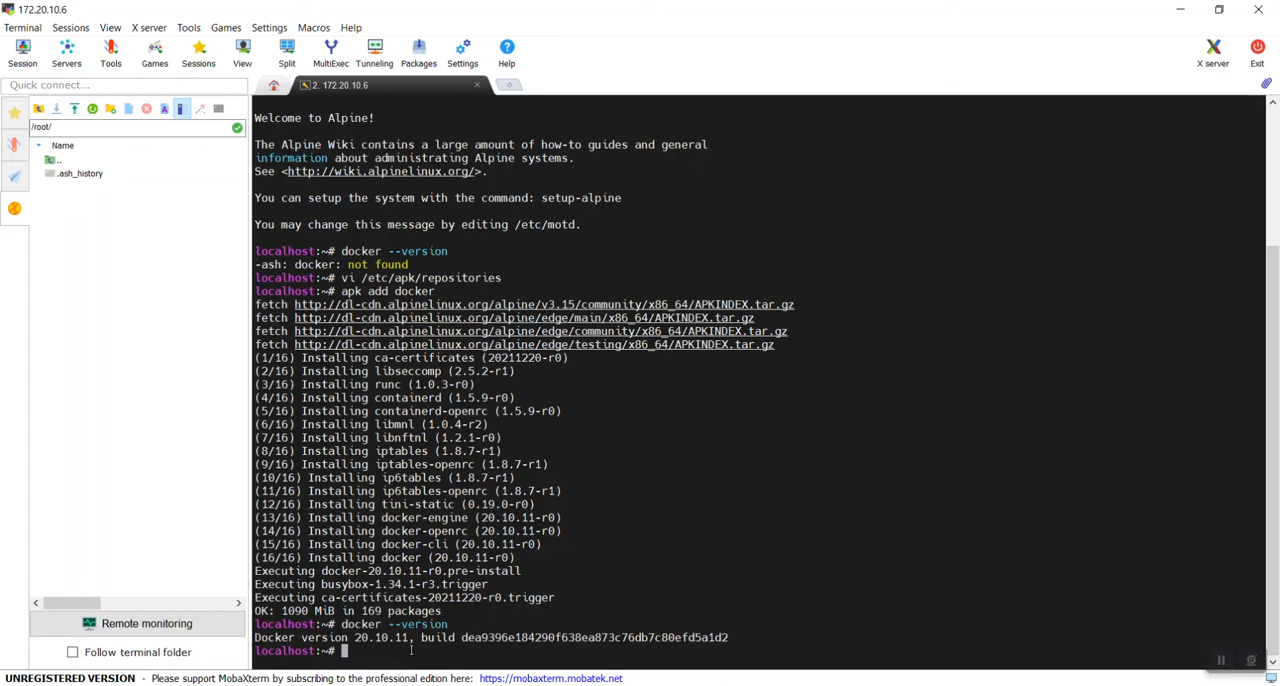 172.20.10.6
Terminal Sessions View X server Tools Games Settings Macros Help
Session Servers Tools Games Sessions View Split MultiExec Tunneling Packages Settings Help X server Exit
Quick connect...
2. 172.20.10.6
/root/
Name
..
.ash_history
Welcome to Alpine!
The Alpine Wiki contains a large amount of how-to guides and general
information about administrating Alpine systems.
See <http://wiki.alpinelinux.org/>.
You can setup the system with the command: setup-alpine
You may change this message by editing /etc/motd.
localhost:~# docker --version
-ash: docker: not found
localhost:~# vi /etc/apk/repositories
localhost:~# apk add docker
fetch http://dl-cdn.alpinelinux.org/alpine/v3.15/community/x86_64/APKINDEX.tar.gz
fetch http://dl-cdn.alpinelinux.org/alpine/edge/main/x86_64/APKINDEX.tar.gz
fetch http://dl-cdn.alpinelinux.org/alpine/edge/community/x86_64/APKINDEX.tar.gz
fetch http://dl-cdn.alpinelinux.org/alpine/edge/testing/x86_64/APKINDEX.tar.gz
(1/16) Installing ca-certificates (20211220-r0)
(2/16) Installing libseccomp (2.5.2-r1)
(3/16) Installing runc (1.0.3-r0)
(4/16) Installing containerd (1.5.9-r0)
(5/16) Installing containerd-openrc (1.5.9-r0)
(6/16) Installing libmnl (1.0.4-r2)
(7/16) Installing libnftnl (1.2.1-r0)
(8/16) Installing iptables (1.8.7-r1)
(9/16) Installing iptables-openrc (1.8.7-r1)
(10/16) Installing ip6tables (1.8.7-r1)
(11/16) Installing ip6tables-openrc (1.8.7-r1)
(12/16) Installing tini-static (0.19.0-r0)
(13/16) Installing docker-engine (20.10.11-r0)
(14/16) Installing docker-openrc (20.10.11-r0)
(15/16) Installing docker-cli (20.10.11-r0)
(16/16) Installing docker (20.10.11-r0)
Executing docker-20.10.11-r0.pre-install
Executing busybox-1.34.1-r3.trigger
Executing ca-certificates-20211220-r0.trigger
OK: 1090 MiB in 169 packages
localhost:~# docker --version
Docker version 20.10.11, build dea9396e184290f638ea873c76db7c80efd5a1d2
localhost:~#
Remote monitoring
Follow terminal folder
UNREGISTERED VERSION - Please support MobaXterm by subscribing to the professional edition here: https://mobaxterm.mobatek.net